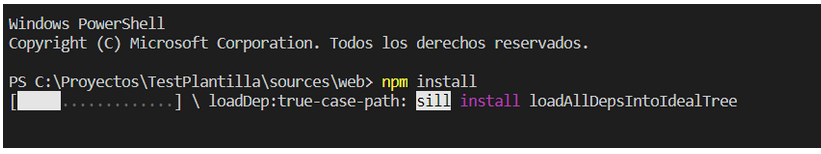 Windows PowerShell
Copyright (C) Microsoft Corporation. Todos los derechos reservados.
PS C:\Proyectos\TestPlantilla\sources\web> npm install
[     .............] \ loadDep:true-case-path: sill install loadAllDepsIntoIdealTree